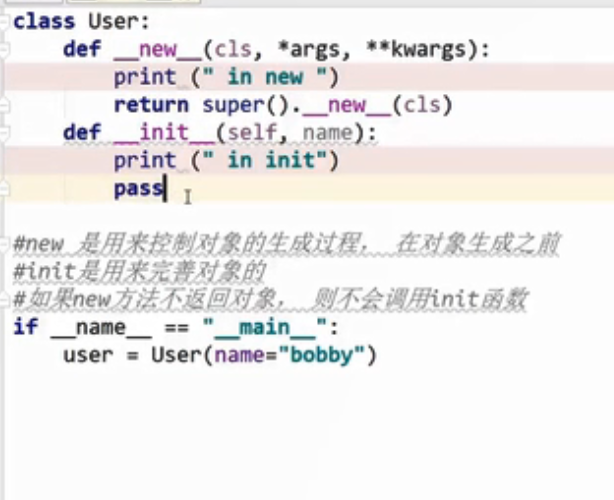 class User:
    def __new__(cls, *args, **kwargs):
        print (" in new ")
        return super().__new__(cls)
    def __init__(self, name):
        print (" in init")
        pass
#new 是用来控制对象的生成过程， 在对象生成之前
#init是用来完善对象的
#如果new方法不返回对象， 则不会调用init函数
if __name__ == "__main__":
    user = User(name="bobby")